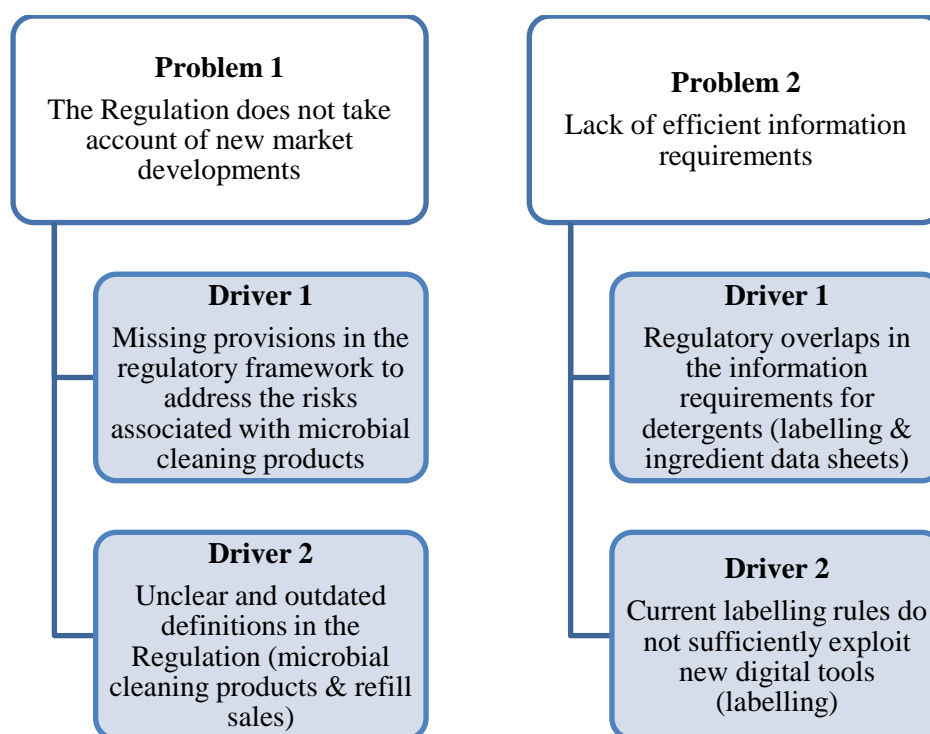 Problem 1
The Regulation does not take
account of new market
developments
Driver 1
Missing provisions in the
regulatory framework to
address the risks
associated with microbial
cleaning products
Driver 2
Unclear and outdated
definitions in the
Regulation (microbial
cleaning products & refill
sales)
Problem 2
Lack of efficient information
requirements
Driver 1
Regulatory overlaps in
the information
requirements for
detergents (labelling &
ingredient data sheets)
Driver 2
Current labelling rules do
not sufficiently exploit
new digital tools
(labelling)